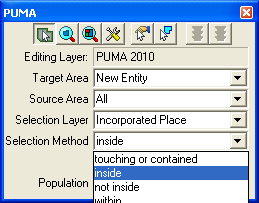 PUMA
Editing Layer: PUMA 2010
Target Area New Entity
Source Area All
Selection Layer Incorporated Place
Selection Method inside
touching or contained
inside
Population not inside
within